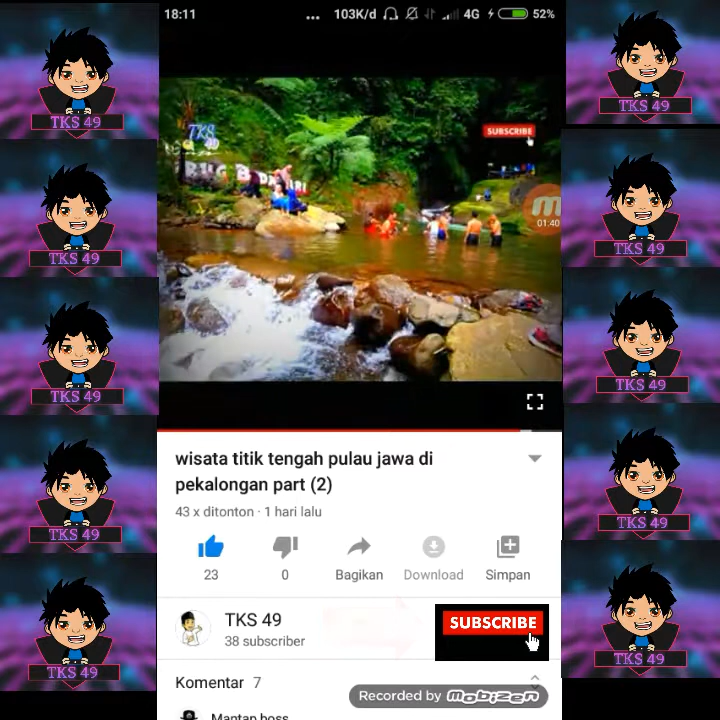 18:11 ... 103K/d 4G 52%
TKS 49
TKS 49
SUBSCRIBE
01:40
wisata titik tengah pulau jawa di
pekalongan part (2)
43 x ditonton · 1 hari lalu
23 0 Bagikan Download Simpan
TKS 49
38 subscriber
SUBSCRIBE
Komentar 7
Recorded by mobizen
Mantap boss
TKS 49
TKS 49
TKS 49
TKS 49
TKS 49
TKS 49
TKS 49
TKS 49
TKS 49